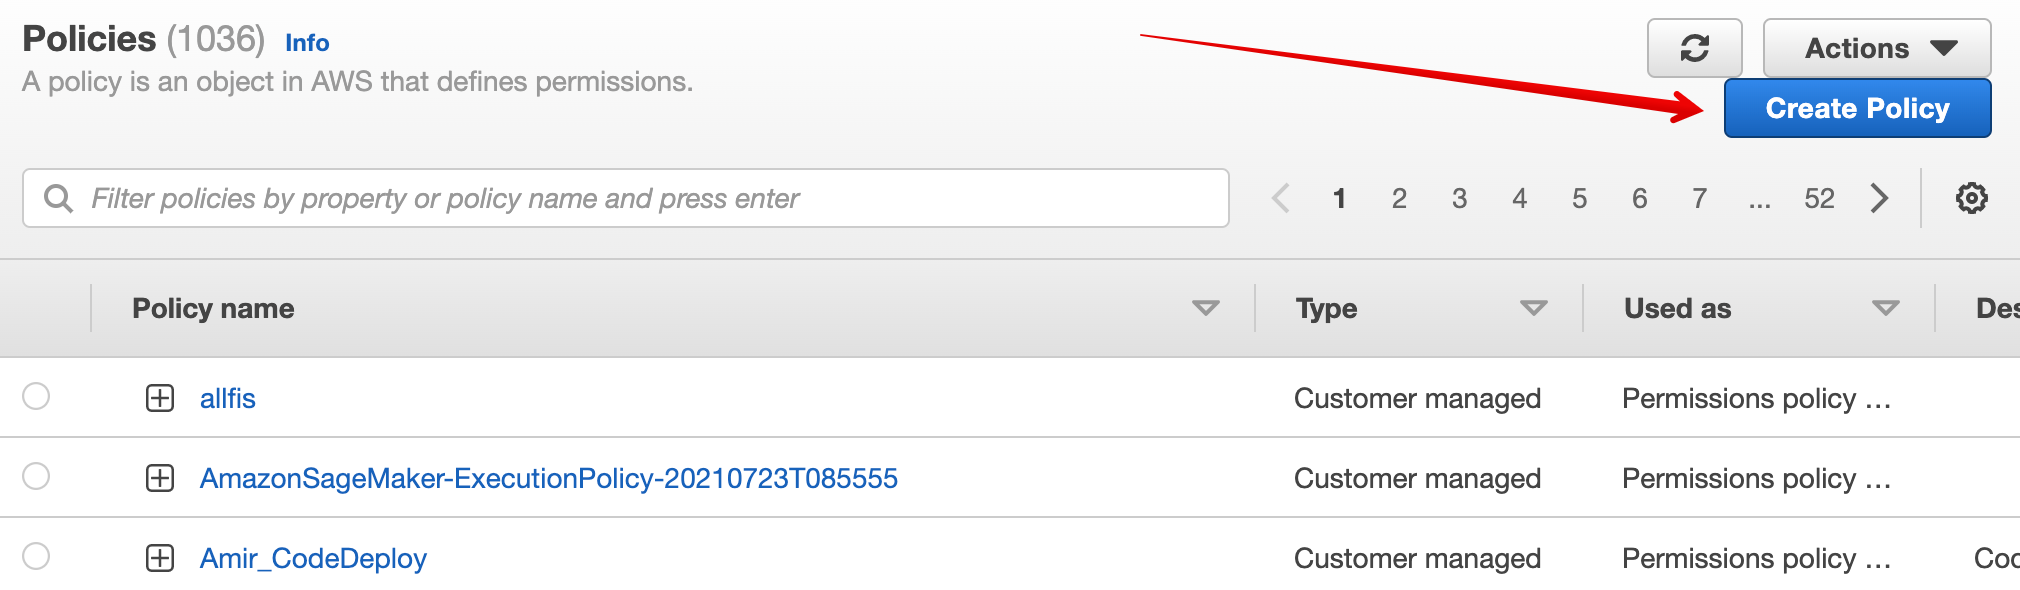 Policies (1036) Info
A policy is an object in AWS that defines permissions.
Actions
Create Policy
Filter policies by property or policy name and press enter
1 2 3 4 5 6 7 ... 52
Policy name Type Used as Des
allfis Customer managed Permissions policy ...
AmazonSageMaker-ExecutionPolicy-20210723T085555 Customer managed Permissions policy ...
Amir_CodeDeploy Customer managed Permissions policy ... Coc